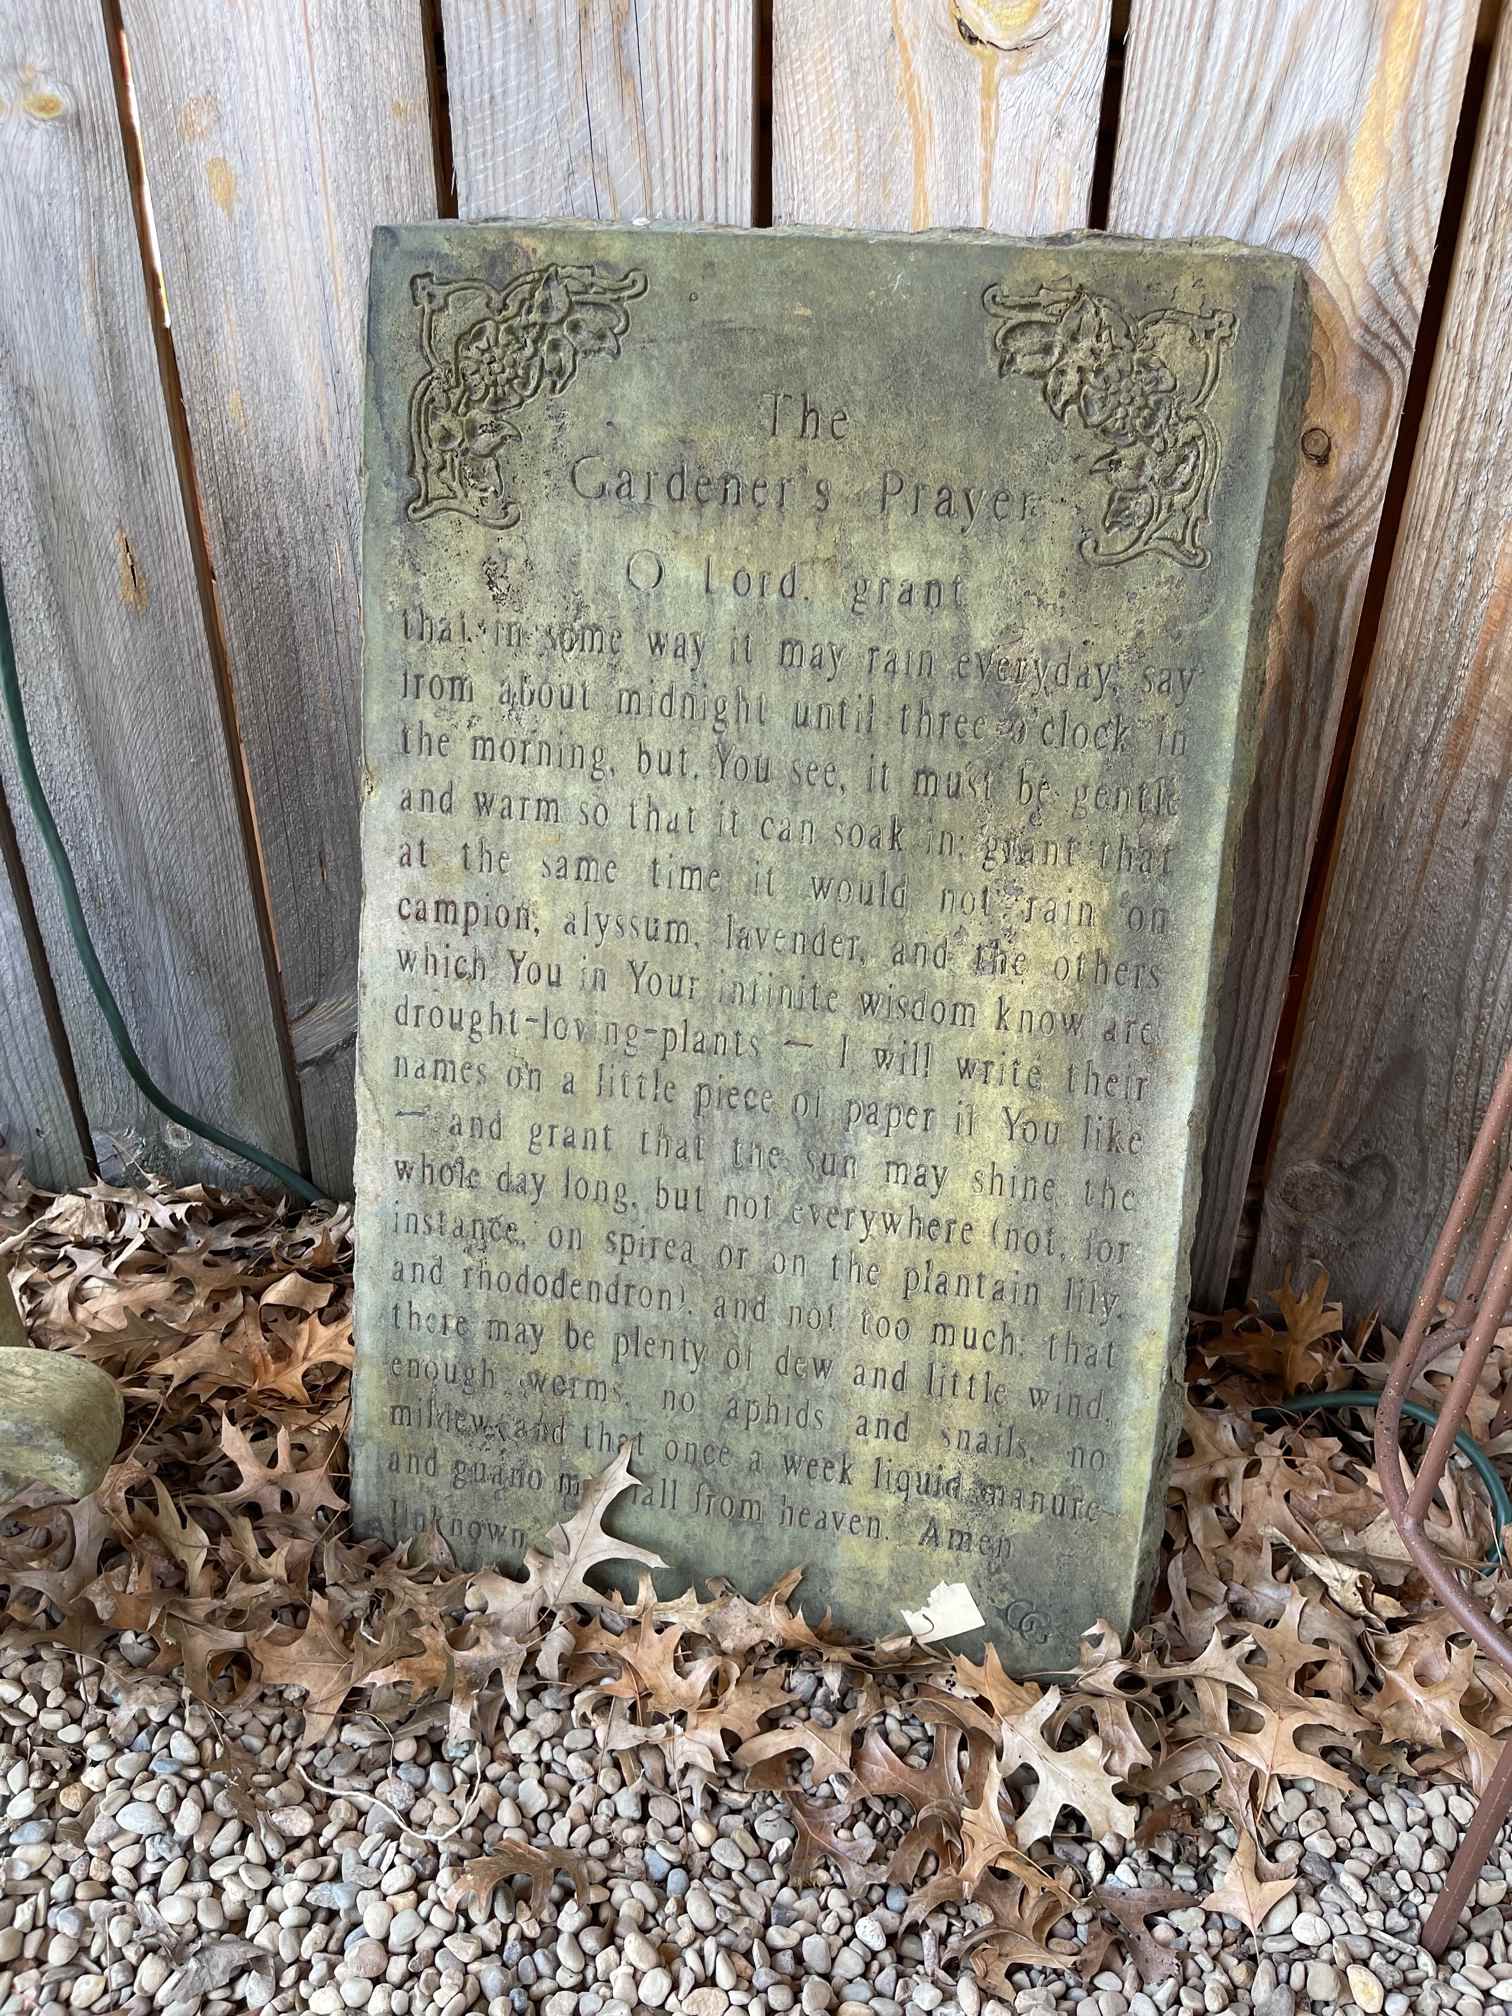 The
Gardener's Prayer
O Lord, grant
that in some way it may rain everyday, say
from about midnight until three o'clock in
the morning, but, You see, it must be gentle
and warm so that it can soak in; grant that
at the same time it would not rain on
campion, alyssum, lavender, and the others
which You in Your infinite wisdom know are
drought-loving-plants — I will write their
names on a little piece of paper if You like
— and grant that the sun may shine the
whole day long, but not everywhere (not, for
instance, on spirea or on the plantain lily,
and rhododendron), and not too much; that
there may be plenty of dew and little wind,
enough worms, no aphids and snails, no
mildew, and that once a week liquid manure
and guano fall from heaven. Amen
Unknown